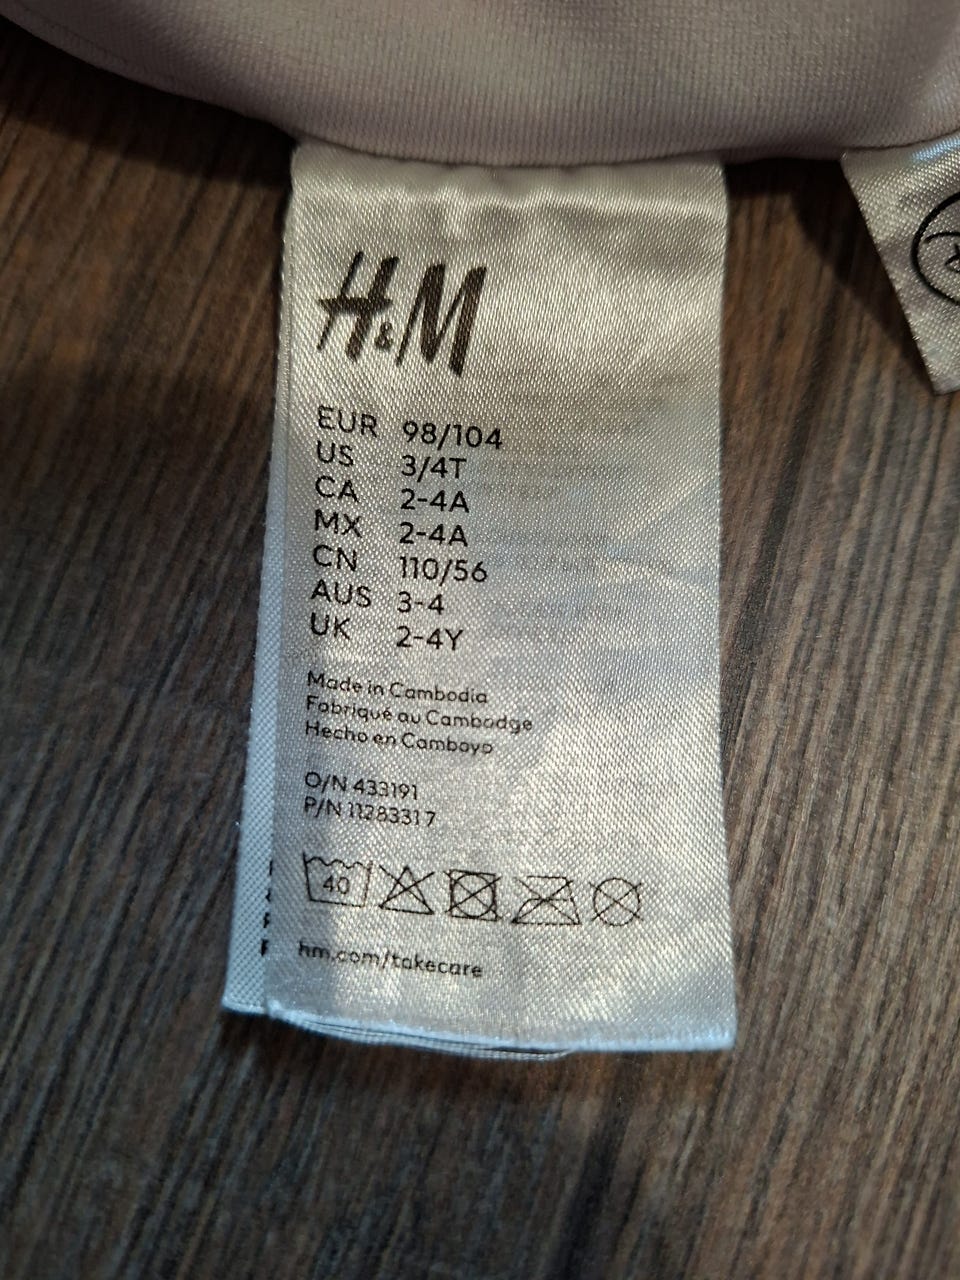 H&M
EUR 98/104
US 3/4T
CA 2-4A
MX 2-4A
CN 110/56
AUS 3-4
UK 2-4Y
Made in Cambodia
Fabriqué au Cambodge
Hecho en Camboya
O/N 433191
P/N 11283317
40
hm.com/takecare